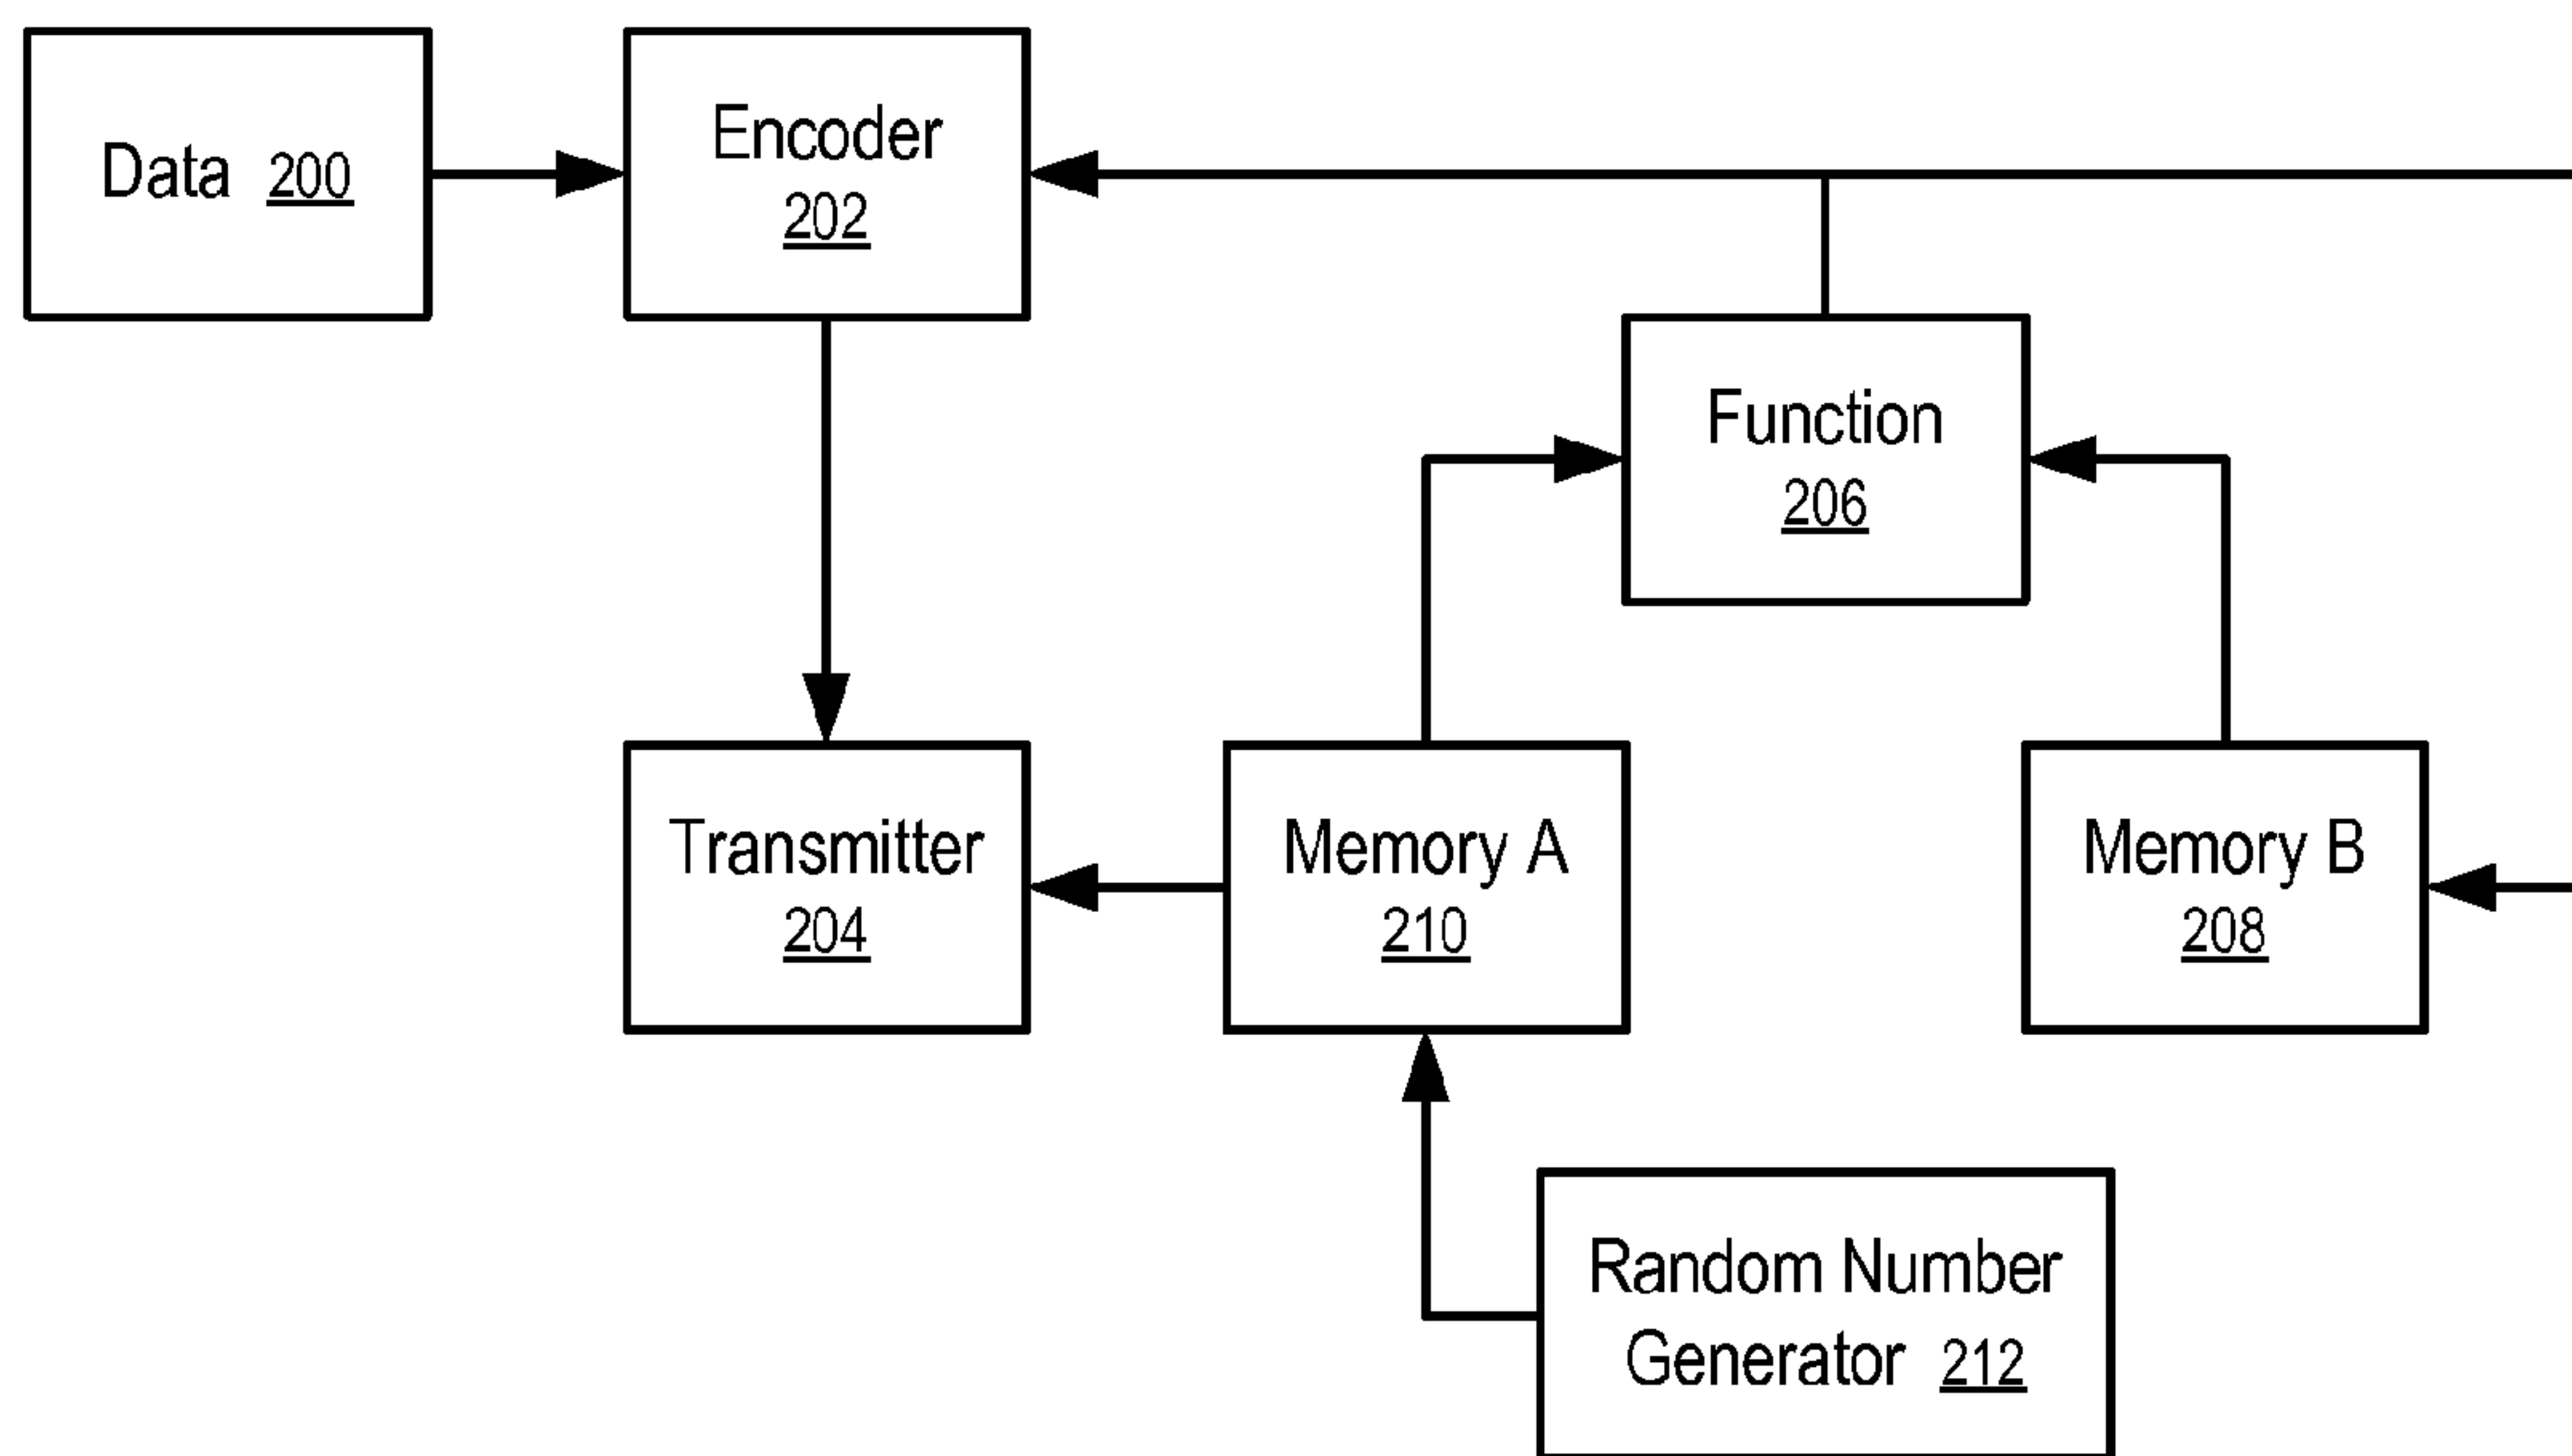 Data 200
Encoder
202
Function
206
Transmitter
204
Memory A
210
Memory B
208
Random Number
Generator 212